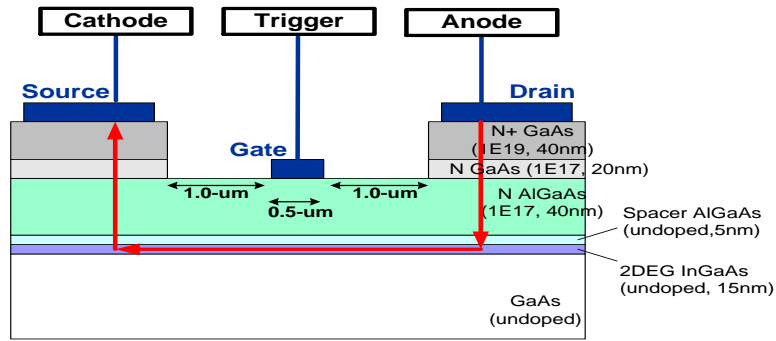 Cathode
Trigger
Anode
Source
Drain
Gate
N+ GaAs
(1E19, 40nm)
N GaAs (1E17, 20nm)
1.0-um
0.5-um
1.0-um
N AlGaAs
(1E17, 40nm)
Spacer AlGaAs
(undoped,5nm)
2DEG InGaAs
(undoped, 15nm)
GaAs
(undoped)